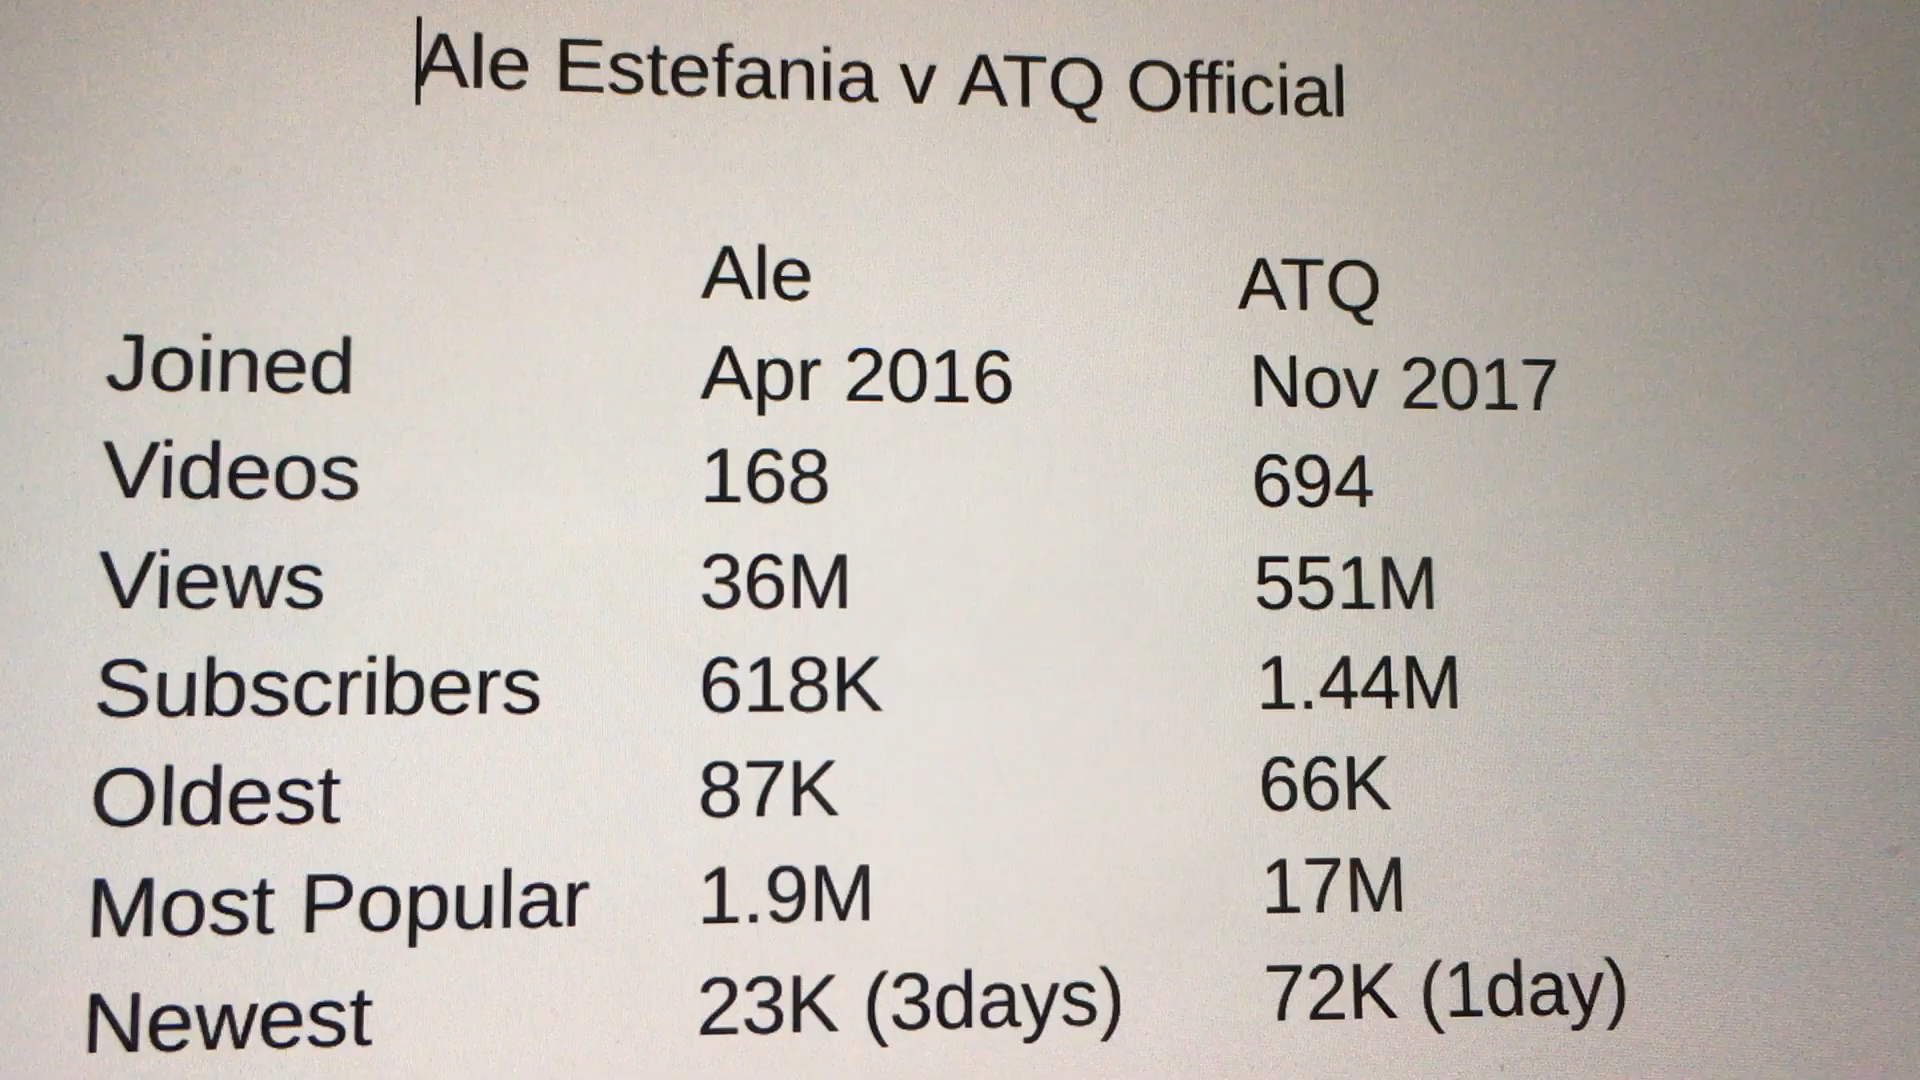 Ale Estefania v ATQ Official
Ale ATQ
Joined Apr 2016 Nov 2017
Videos 168 694
Views 36M 551M
Subscribers 618K 1.44M
Oldest 87K 66K
Most Popular 1.9M 17M
Newest 23K (3days) 72K (1day)